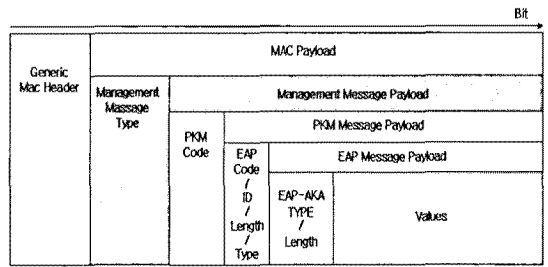 Bit
MAC Payload
Generic
Mac Header
Management
Massage
Type
Management Message Payload
PKM Message Payload
PKM
Code
EAP
Code
/
ID
/
Length
/
Type
EAP Message Payload
EAP-AKA
TYPE
/
Length
Values